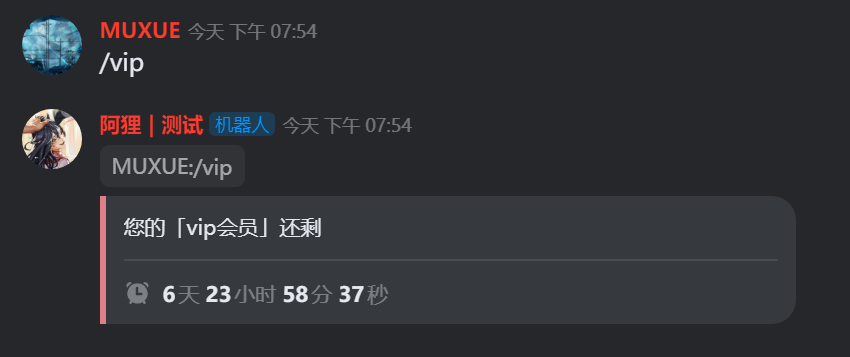 MUXUE 今天 下午 07:54
/vip
阿狸 | 测试 机器人 今天 下午 07:54
MUXUE:/vip
您的「vip会员」还剩
6天 23小时 58分 37秒